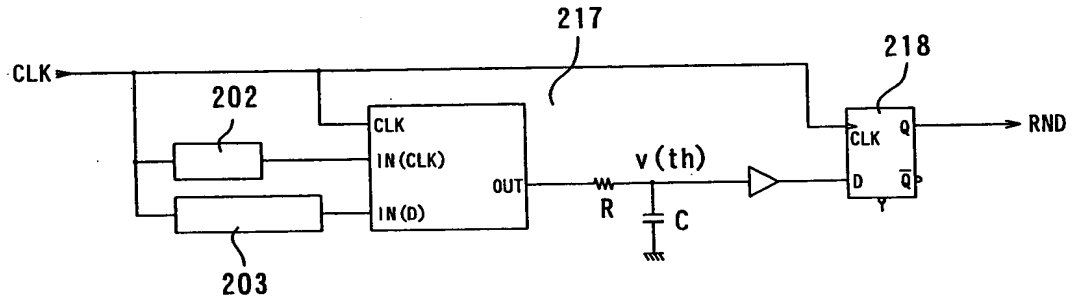 217
218
CLK
202
CLK
IN(CLK)
IN(D)
OUT
v(th)
R
C
CLK
Q
D
Q̅
RND
203